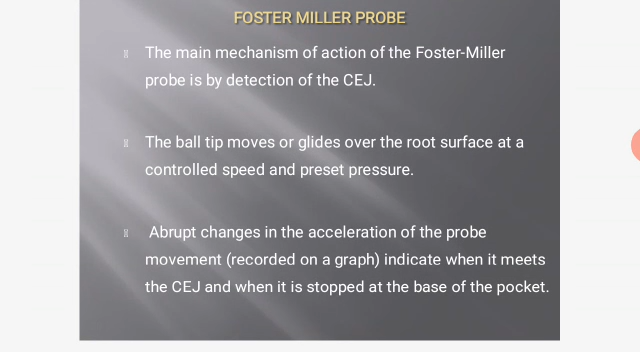 FOSTER MILLER PROBE
The main mechanism of action of the Foster-Miller
probe is by detection of the CEJ.
The ball tip moves or glides over the root surface at a
controlled speed and preset pressure.
Abrupt changes in the acceleration of the probe
movement (recorded on a graph) indicate when it meets
the CEJ and when it is stopped at the base of the pocket.